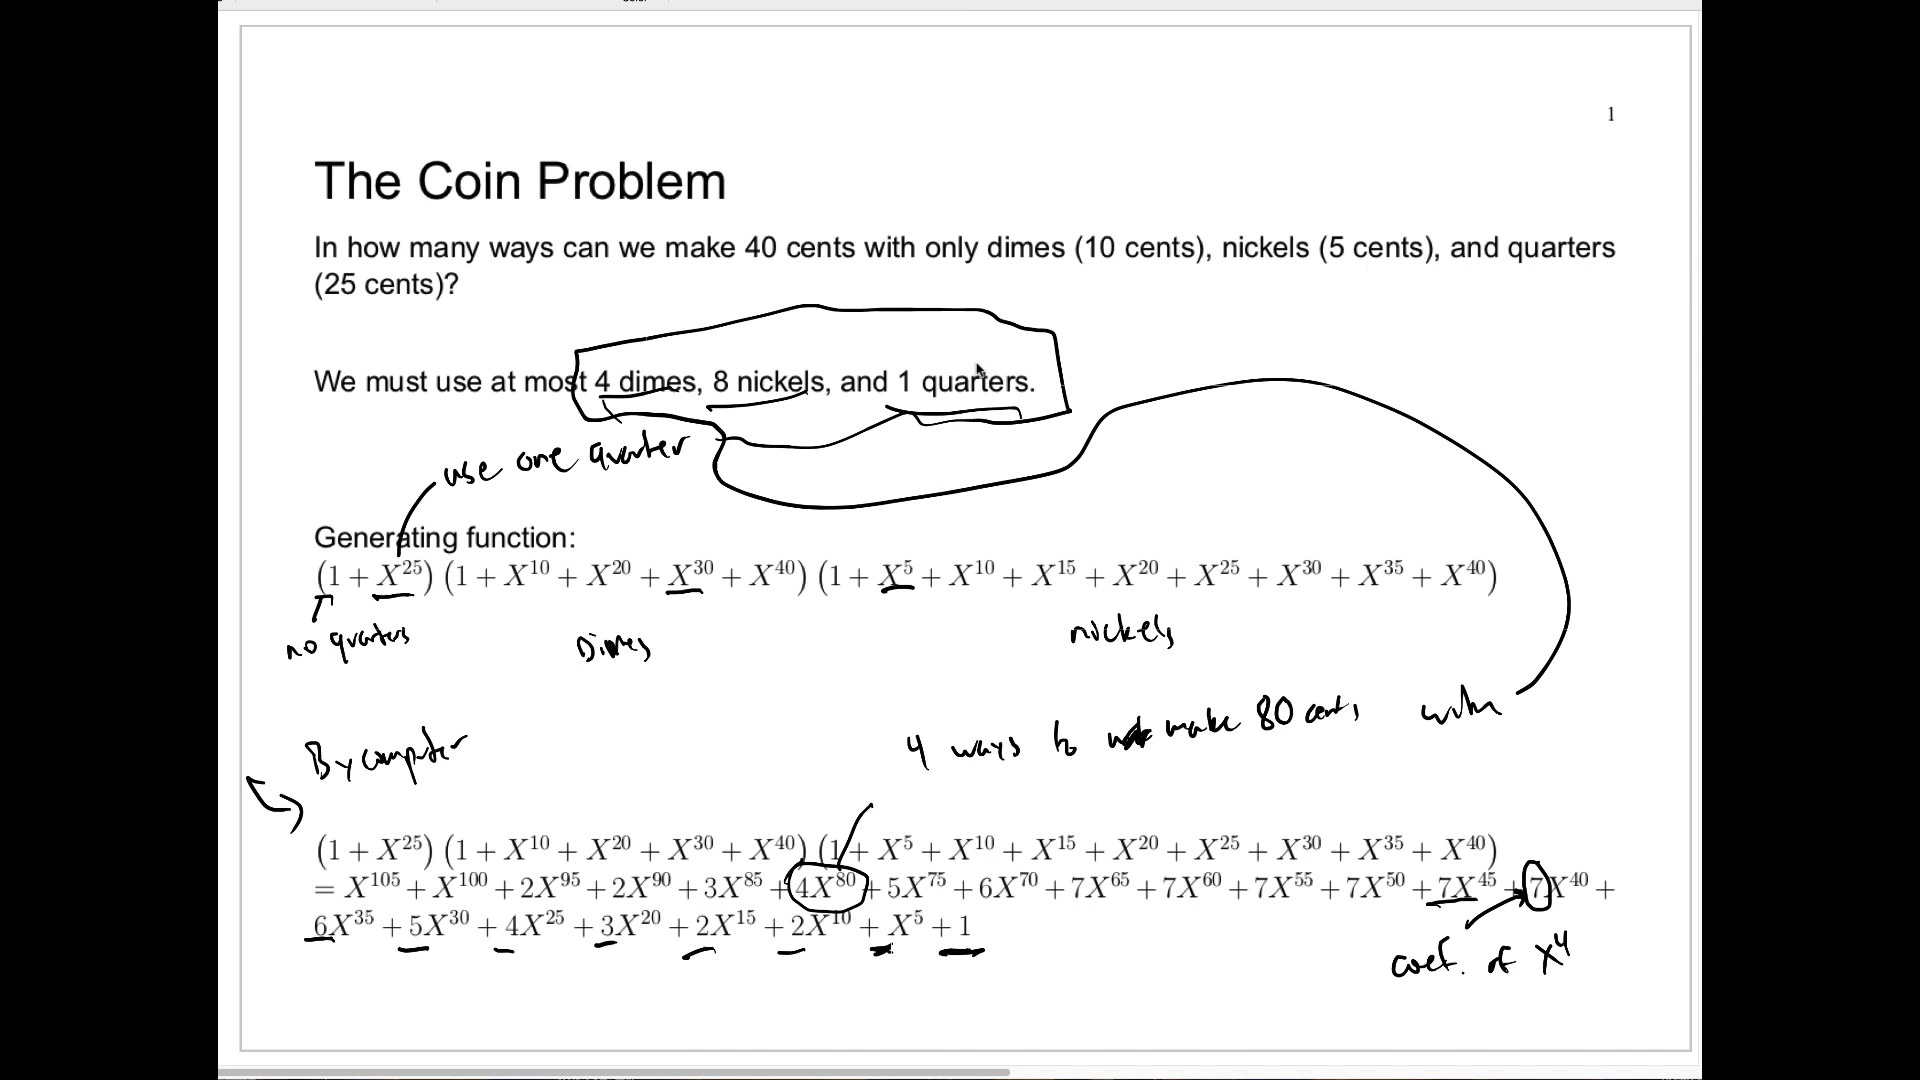 1
The Coin Problem
In how many ways can we make 40 cents with only dimes (10 cents), nickels (5 cents), and quarters
(25 cents)?
We must use at most 4 dimes, 8 nickels, and 1 quarters.
use one quarter
Generating function:
(1 + X^25) (1 + X^10 + X^20 + X^30 + X^40) (1 + X^5 + X^10 + X^15 + X^20 + X^25 + X^30 + X^35 + X^40)
no quarters
Dimes
nickels
4 ways to make 80 cents with
By computer
(1 + X^25) (1 + X^10 + X^20 + X^30 + X^40) (1 + X^5 + X^10 + X^15 + X^20 + X^25 + X^30 + X^35 + X^40)
= X^105 + X^100 + 2X^95 + 2X^90 + 3X^85 + 4X^80 + 5X^75 + 6X^70 + 7X^65 + 7X^60 + 7X^55 + 7X^50 + 7X^45 + 7X^40 +
6X^35 + 5X^30 + 4X^25 + 3X^20 + 2X^15 + 2X^10 + X^5 + 1
coef. of X^4